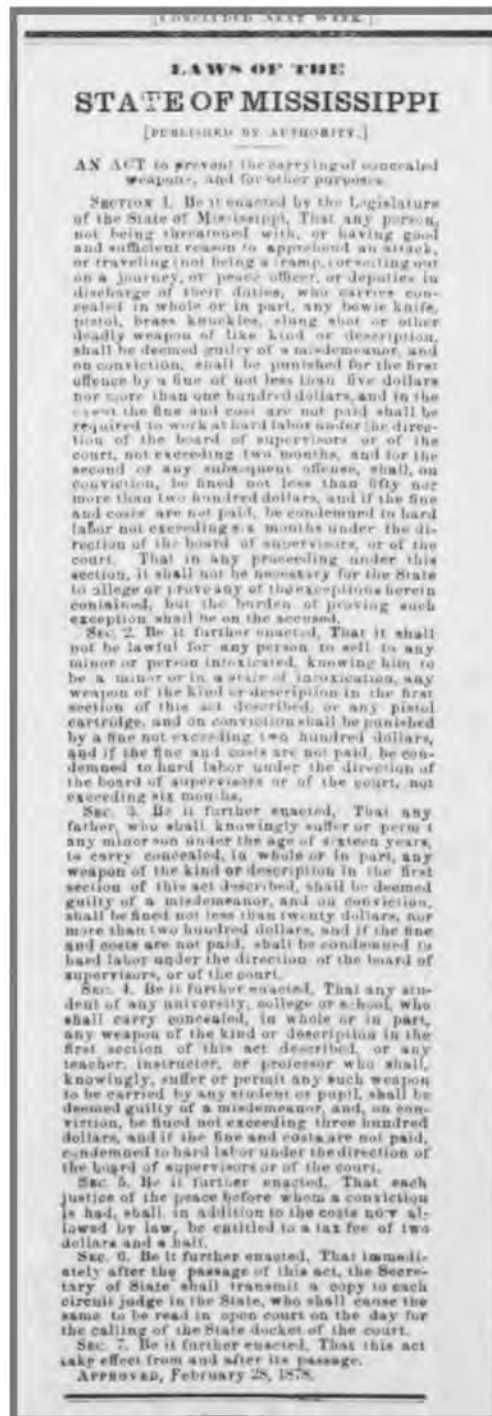 [CONCLUDED NEXT WEEK.]
LAWS OF THE
STATE OF MISSISSIPPI
[PUBLISHED BY AUTHORITY.]
AN ACT to prevent the carrying of concealed
weapons, and for other purposes.
SECTION 1. Be it enacted by the Legislature
of the State of Mississippi, That any person,
not being threatened with, or having good
and sufficient reason to apprehend an attack,
or traveling (not being a tramp) or setting out
on a journey, or peace officer, or deputies in
discharge of their duties, who carries con-
cealed in whole or in part, any bowie knife,
pistol, brass knuckles, slung shot or other
deadly weapon of like kind or description,
shall be deemed guilty of a misdemeanor, and
on conviction, shall be punished for the first
offence by a fine of not less than five dollars
nor more than one hundred dollars, and in the
event the fine and cost are not paid shall be
required to work at hard labor under the direc-
tion of the board of supervisors or of the
court, not exceeding two months, and for the
second or any subsequent offense, shall, on
conviction, be fined not less than fifty nor
more than two hundred dollars, and if the fine
and costs are not paid, be condemned to hard
labor not exceeding six months under the di-
rection of the board of supervisors, or of the
court. That in any proceeding under this
section, it shall not be necessary for the State
to allege or prove any of the exceptions herein
contained, but the burden of proving such
exception shall be on the accused.
SEC. 2. Be it further enacted, That it shall
not be lawful for any person to sell to any
minor or person intoxicated, knowing him to
be a minor or in a state of intoxication, any
weapon of the kind or description in the first
section of this act described, or any pistol
cartridge, and on conviction shall be punished
by a fine not exceeding two hundred dollars,
and if the fine and costs are not paid, be con-
demned to hard labor under the direction of
the board of supervisors or of the court, not
exceeding six months.
SEC. 3. Be it further enacted, That any
father, who shall knowingly suffer or permit
any minor son under the age of sixteen years,
to carry concealed, in whole or in part, any
weapon of the kind or description in the first
section of this act described, shall be deemed
guilty of a misdemeanor, and on conviction,
shall be fined not less than twenty dollars, nor
more than two hundred dollars, and if the fine
and costs are not paid, shall be condemned to
hard labor under the direction of the board of
supervisors, or of the court.
SEC. 4. Be it further enacted, That any stu-
dent of any university, college or school, who
shall carry concealed, in whole or in part,
any weapon of the kind or description in the
first section of this act described, or any
teacher, instructor, or professor who shall,
knowingly, suffer or permit any such weapon
to be carried by any student or pupil, shall be
deemed guilty of a misdemeanor, and, on con-
viction, be fined not exceeding three hundred
dollars, and if the fine and costs are not paid,
condemned to hard labor under the direction of
the board of supervisors or of the court.
SEC. 5. Be it further enacted, That each
justice of the peace before whom a conviction
is had, shall, in addition to the costs now al-
lowed by law, be entitled to a tax fee of two
dollars and a half.
SEC. 6. Be it further enacted, That immedi-
ately after the passage of this act, the Secre-
tary of State shall transmit a copy to each
circuit judge in the State, who shall cause the
same to be read in open court on the day for
the calling of the State docket of the court.
SEC. 7. Be it further enacted, That this act
take effect from and after its passage.
APPROVED, February 28, 1878.